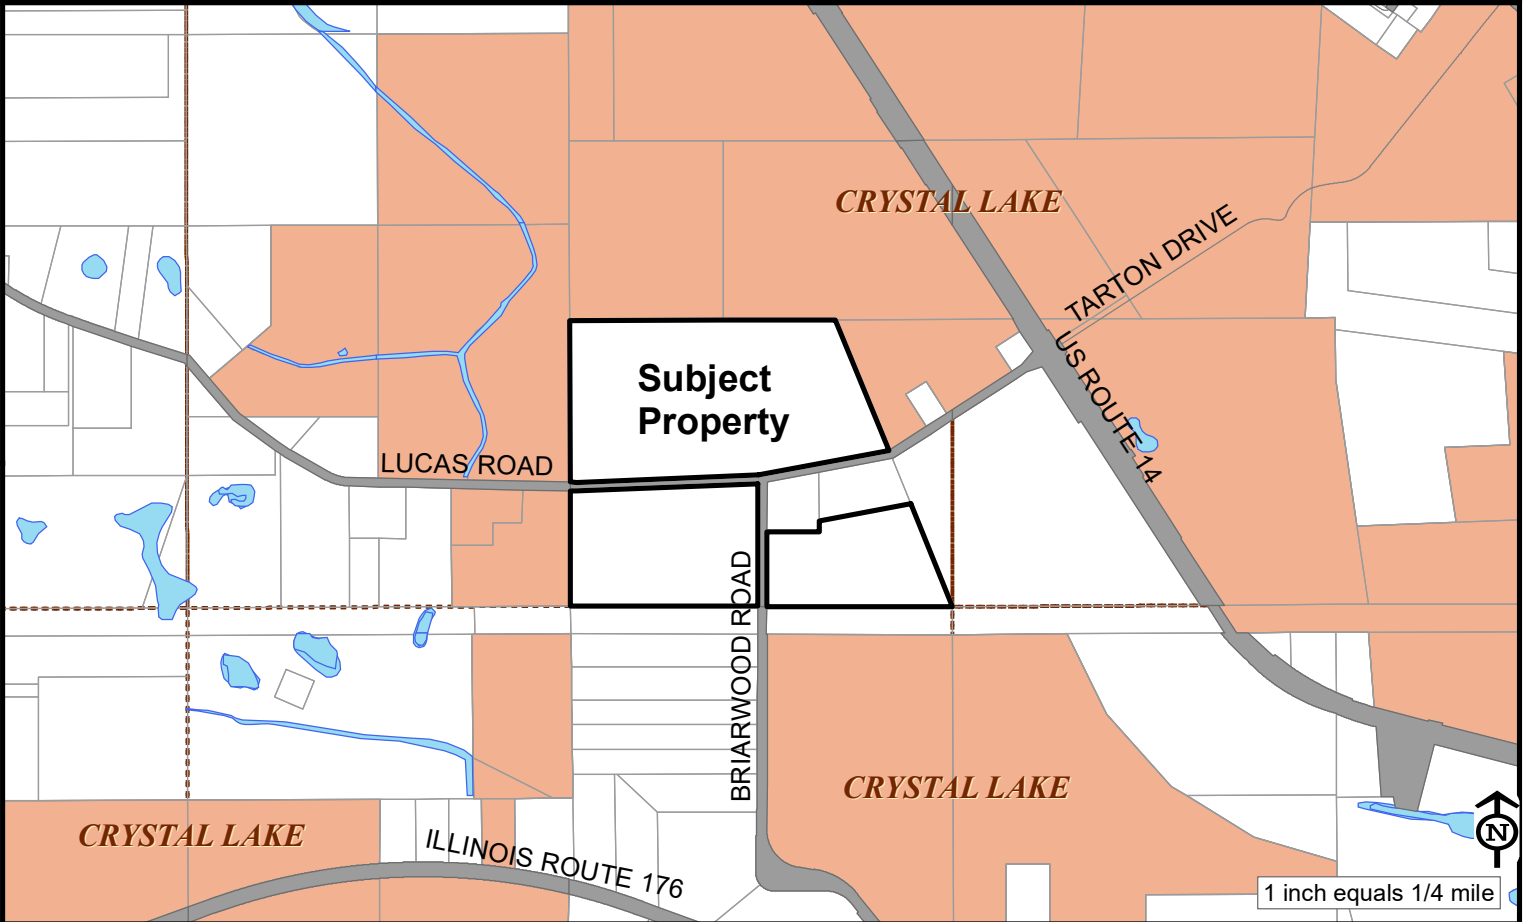 CRYSTAL LAKE
TARTON DRIVE
US ROUTE 14
Subject
Property
LUCAS ROAD
BRIARWOOD ROAD
CRYSTAL LAKE
CRYSTAL LAKE
ILLINOIS ROUTE 176
N
1 inch equals 1/4 mile